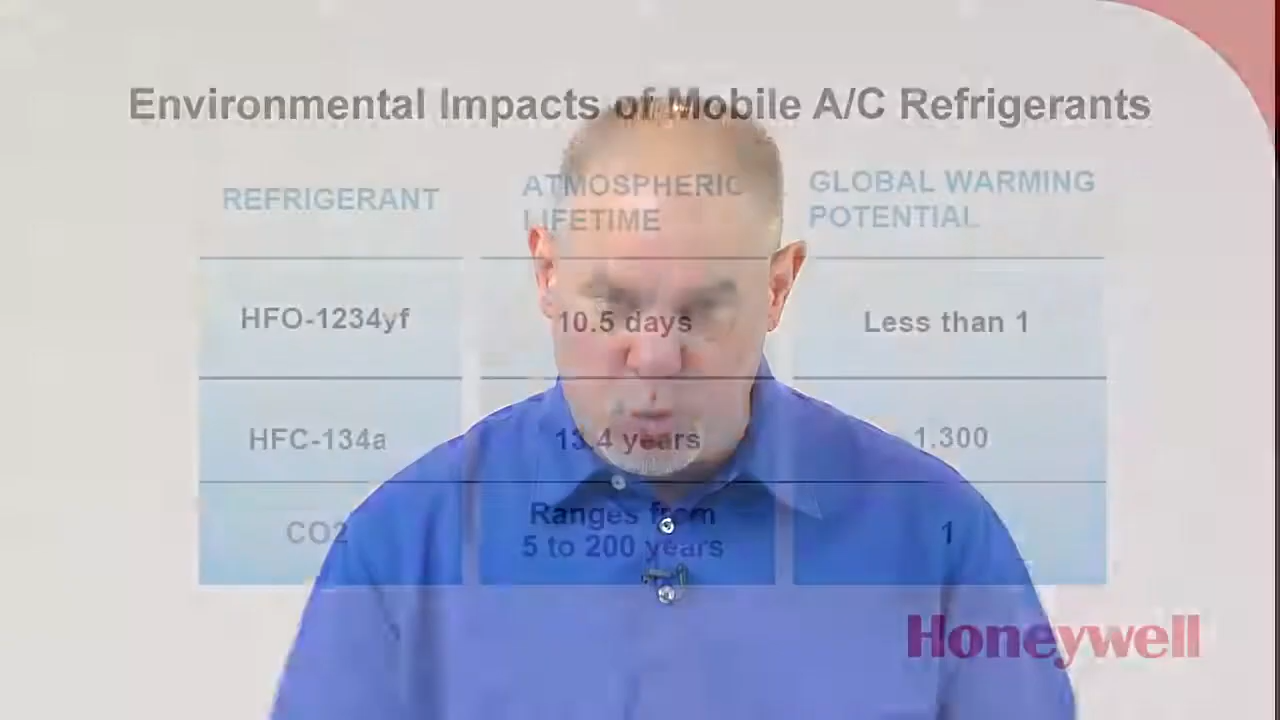 Environmental Impacts of Mobile A/C Refrigerants
REFRIGERANT
ATMOSPHERIC
LIFETIME
GLOBAL WARMING
POTENTIAL
HFO-1234yf
10.5 days
Less than 1
HFC-134a
13.4 years
1.300
CO2
Ranges from
5 to 200 years
1
Honeywell